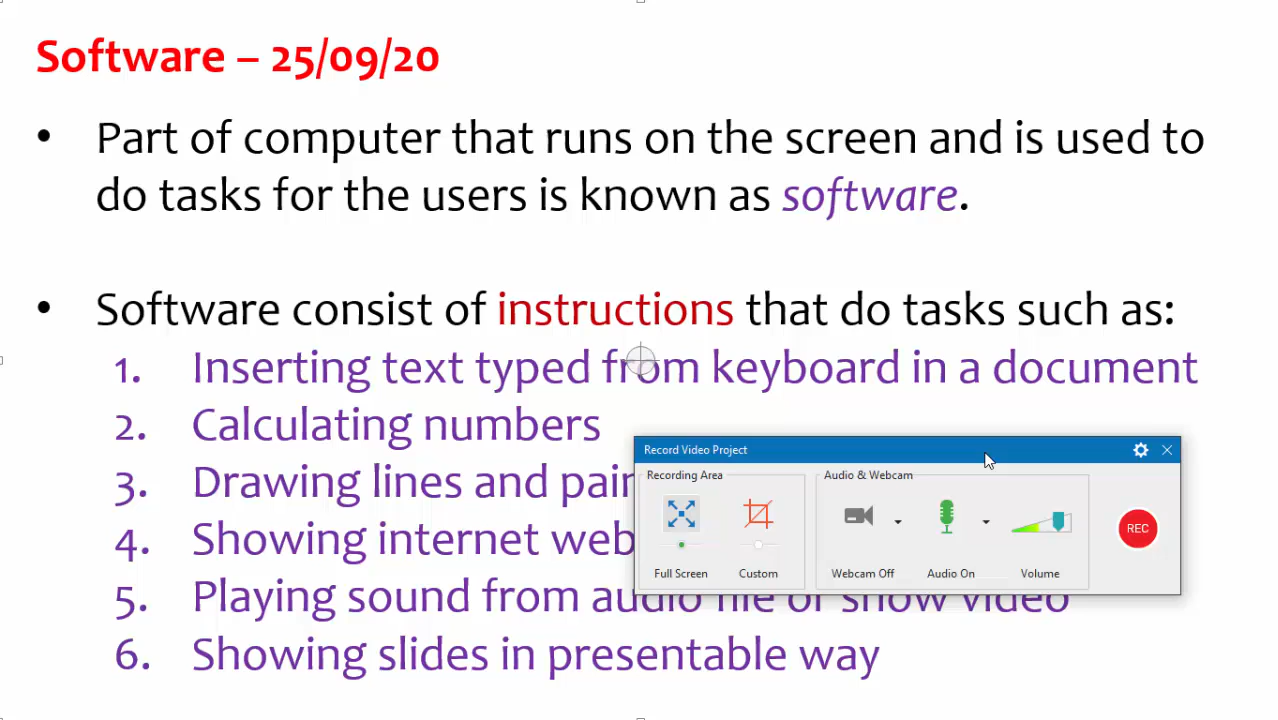 Software – 25/09/20
• Part of computer that runs on the screen and is used to
do tasks for the users is known as software.
• Software consist of instructions that do tasks such as:
1. Inserting text typed from keyboard in a document
2. Calculating numbers
3. Drawing lines and
4. Showing internet
5. Playing sound from audio file or show video
6. Showing slides in presentable way
Record Video Project
Recording Area
Full Screen
Custom
Audio & Webcam
Webcam Off
Audio On
Volume
REC